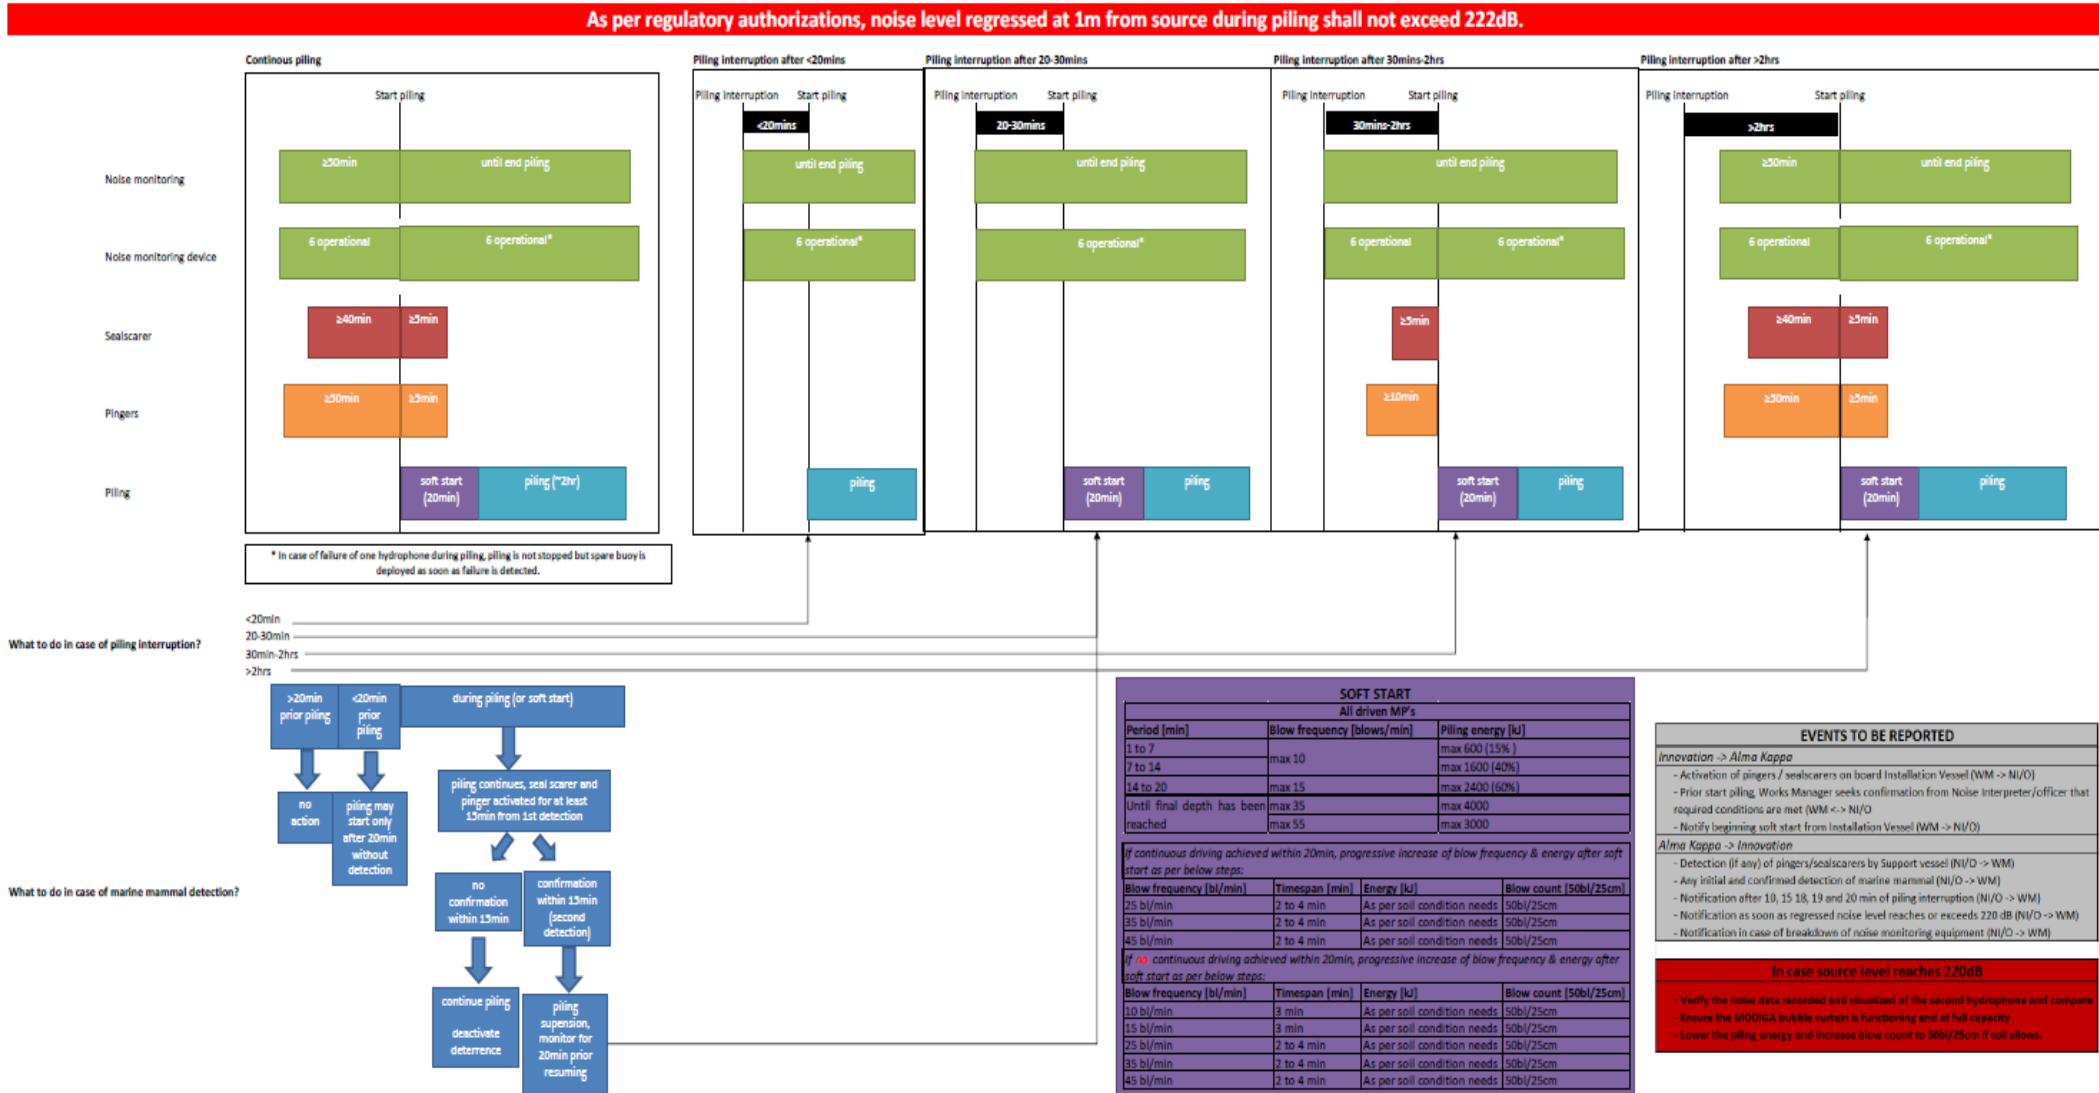 As per regulatory authorizations, noise level regressed at 1m from source during piling shall not exceed 222dB.
Continous piling
Piling interruption after <20mins
Piling interruption after 20-30mins
Piling interruption after 30mins-2hrs
Piling interruption after >2hrs
Start piling
Piling interruption Start piling
Piling interruption Start piling
Piling interruption Start piling
Piling interruption Start piling
<20mins
20-30mins
30mins-2hrs
>2hrs
Noise monitoring
≥50min until end piling
until end piling
until end piling
until end piling
≥50min until end piling
Noise monitoring device
6 operational 6 operational*
6 operational*
6 operational*
6 operational 6 operational*
6 operational 6 operational*
Sealscarer
≥40min ≥5min
≥5min
≥40min ≥5min
Pingers
≥50min ≥5min
≥10min
≥50min ≥5min
Piling
soft start
(20min)
piling (~2hr)
piling
soft start
(20min)
piling
soft start
(20min)
piling
soft start
(20min)
piling
* In case of failure of one hydrophone during piling, piling is not stopped but spare buoy is
deployed as soon as failure is detected.
What to do in case of piling interruption?
<20min
20-30min
30min-2hrs
>2hrs
What to do in case of marine mammal detection?
>20min
prior piling
<20min
prior
piling
during piling (or soft start)
no
action
piling may
start only
after 20min
without
detection
piling continues, seal scarer and
pinger activated for at least
15min from 1st detection
no
confirmation
within 15min
confirmation
within 15min
(second
detection)
continue piling
deactivate
deterrence
piling
supension,
monitor for
20min prior
resuming
SOFT START
All driven MP's
Period [min] Blow frequency [blows/min] Piling energy [kJ]
1 to 7 max 10 max 600 (15% )
7 to 14 max 1600 (40%)
14 to 20 max 15 max 2400 (60%)
Until final depth has been max 35 max 4000
reached max 55 max 3000
If continuous driving achieved within 20min, progressive increase of blow frequency & energy after soft
start as per below steps:
Blow frequency [bl/min] Timespan [min] Energy [kJ] Blow count [50bl/25cm]
25 bl/min 2 to 4 min As per soil condition needs 50bl/25cm
35 bl/min 2 to 4 min As per soil condition needs 50bl/25cm
45 bl/min 2 to 4 min As per soil condition needs 50bl/25cm
If no continuous driving achieved within 20min, progressive increase of blow frequency & energy after
soft start as per below steps:
Blow frequency [bl/min] Timespan [min] Energy [kJ] Blow count [50bl/25cm]
10 bl/min 3 min As per soil condition needs 50bl/25cm
15 bl/min 3 min As per soil condition needs 50bl/25cm
25 bl/min 2 to 4 min As per soil condition needs 50bl/25cm
35 bl/min 2 to 4 min As per soil condition needs 50bl/25cm
45 bl/min 2 to 4 min As per soil condition needs 50bl/25cm
EVENTS TO BE REPORTED
Innovation -> Alma Kappa
- Activation of pingers / sealscarers on board Installation Vessel (WM -> NI/O)
- Prior start piling, Works Manager seeks confirmation from Noise Interpreter/officer that
required conditions are met (WM <-> NI/O
- Notify beginning soft start from Installation Vessel (WM -> NI/O)
Alma Kappa -> Innovation
- Detection (if any) of pingers/sealscarers by Support vessel (NI/O -> WM)
- Any initial and confirmed detection of marine mammal (NI/O -> WM)
- Notification after 10, 15 18, 19 and 20 min of piling interruption (NI/O -> WM)
- Notification as soon as regressed noise level reaches or exceeds 220 dB (NI/O -> WM)
- Notification in case of breakdown of noise monitoring equipment (NI/O -> WM)
In case source level reaches 220dB
- Verify the noise data recorded and visualized of the second hydrophone and compare
- Ensure the MODIGA bubble curtain is functioning and at full capacity
- Lower the piling energy and increase blow count to 50bl/25cm if soil allows.